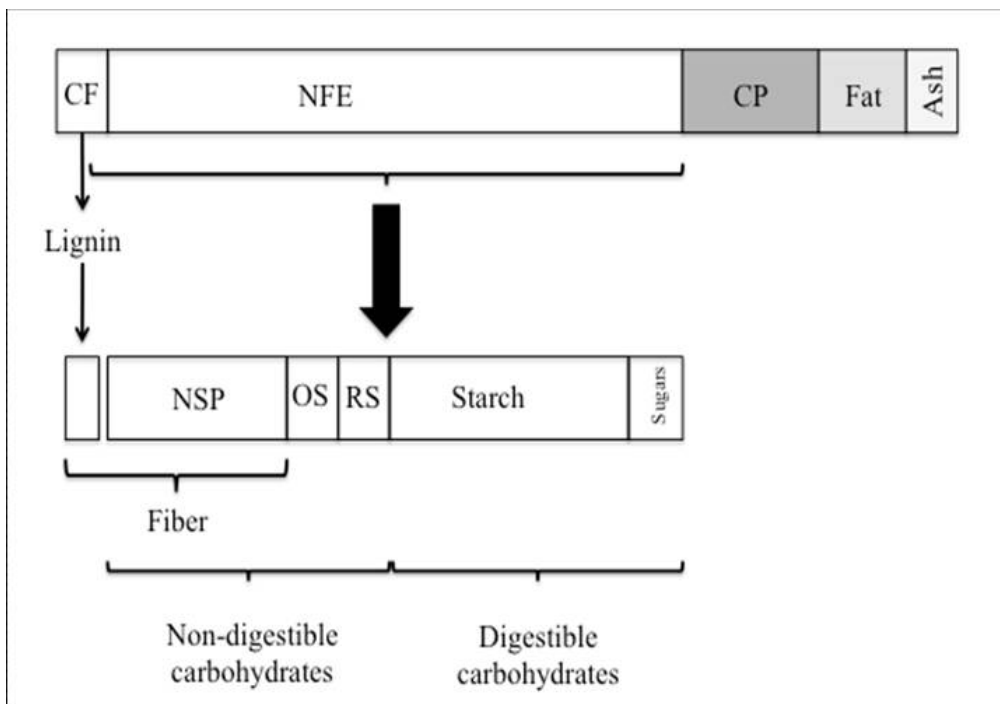 CF NFE CP Fat Ash
Lignin
NSP OS RS Starch Sugars
Fiber
Non-digestible
carbohydrates
Digestible
carbohydrates